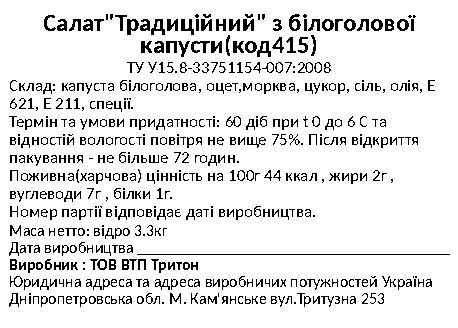 Салат"Традиційний" з білоголової
капусти(код415)
ТУ У15.8-33751154-007:2008
Склад: капуста білоголова, оцет,морква, цукор, сіль, олія, Е
621, Е 211, спеції.
Термін та умови придатності: 60 діб при t 0 до 6 С та
відностій вологості повітря не вище 75%. Після відкриття
пакування - не більше 72 годин.
Поживна(харчова) цінність на 100г 44 ккал , жири 2г ,
вуглеводи 7г , білки 1г.
Номер партії відповідає даті виробництва.
Маса нетто: відро 3.3кг
Дата виробництва ______________________________
Виробник : ТОВ ВТП Тритон
Юридична адреса та адреса виробничих потужностей Україна
Дніпропетровська обл. М. Кам'янське вул.Тритузна 253